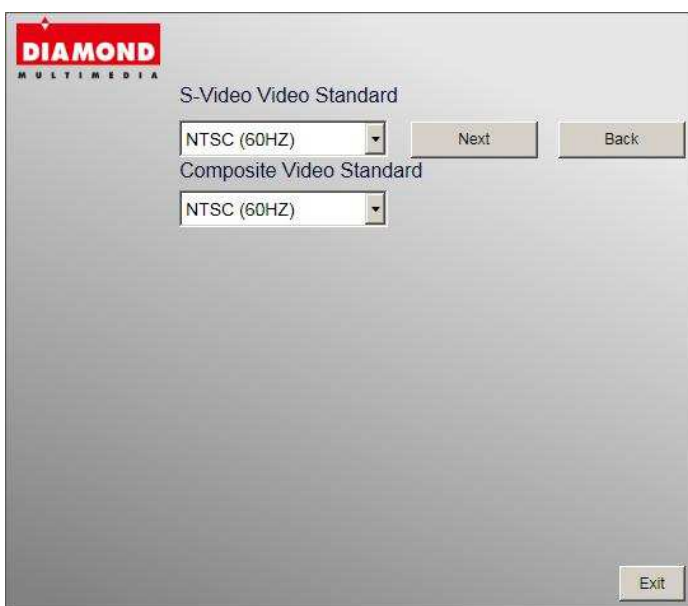 DIAMOND
MULTIMEDIA
S-Video Video Standard
NTSC (60HZ)
Next
Back
Composite Video Standard
NTSC (60HZ)
Exit